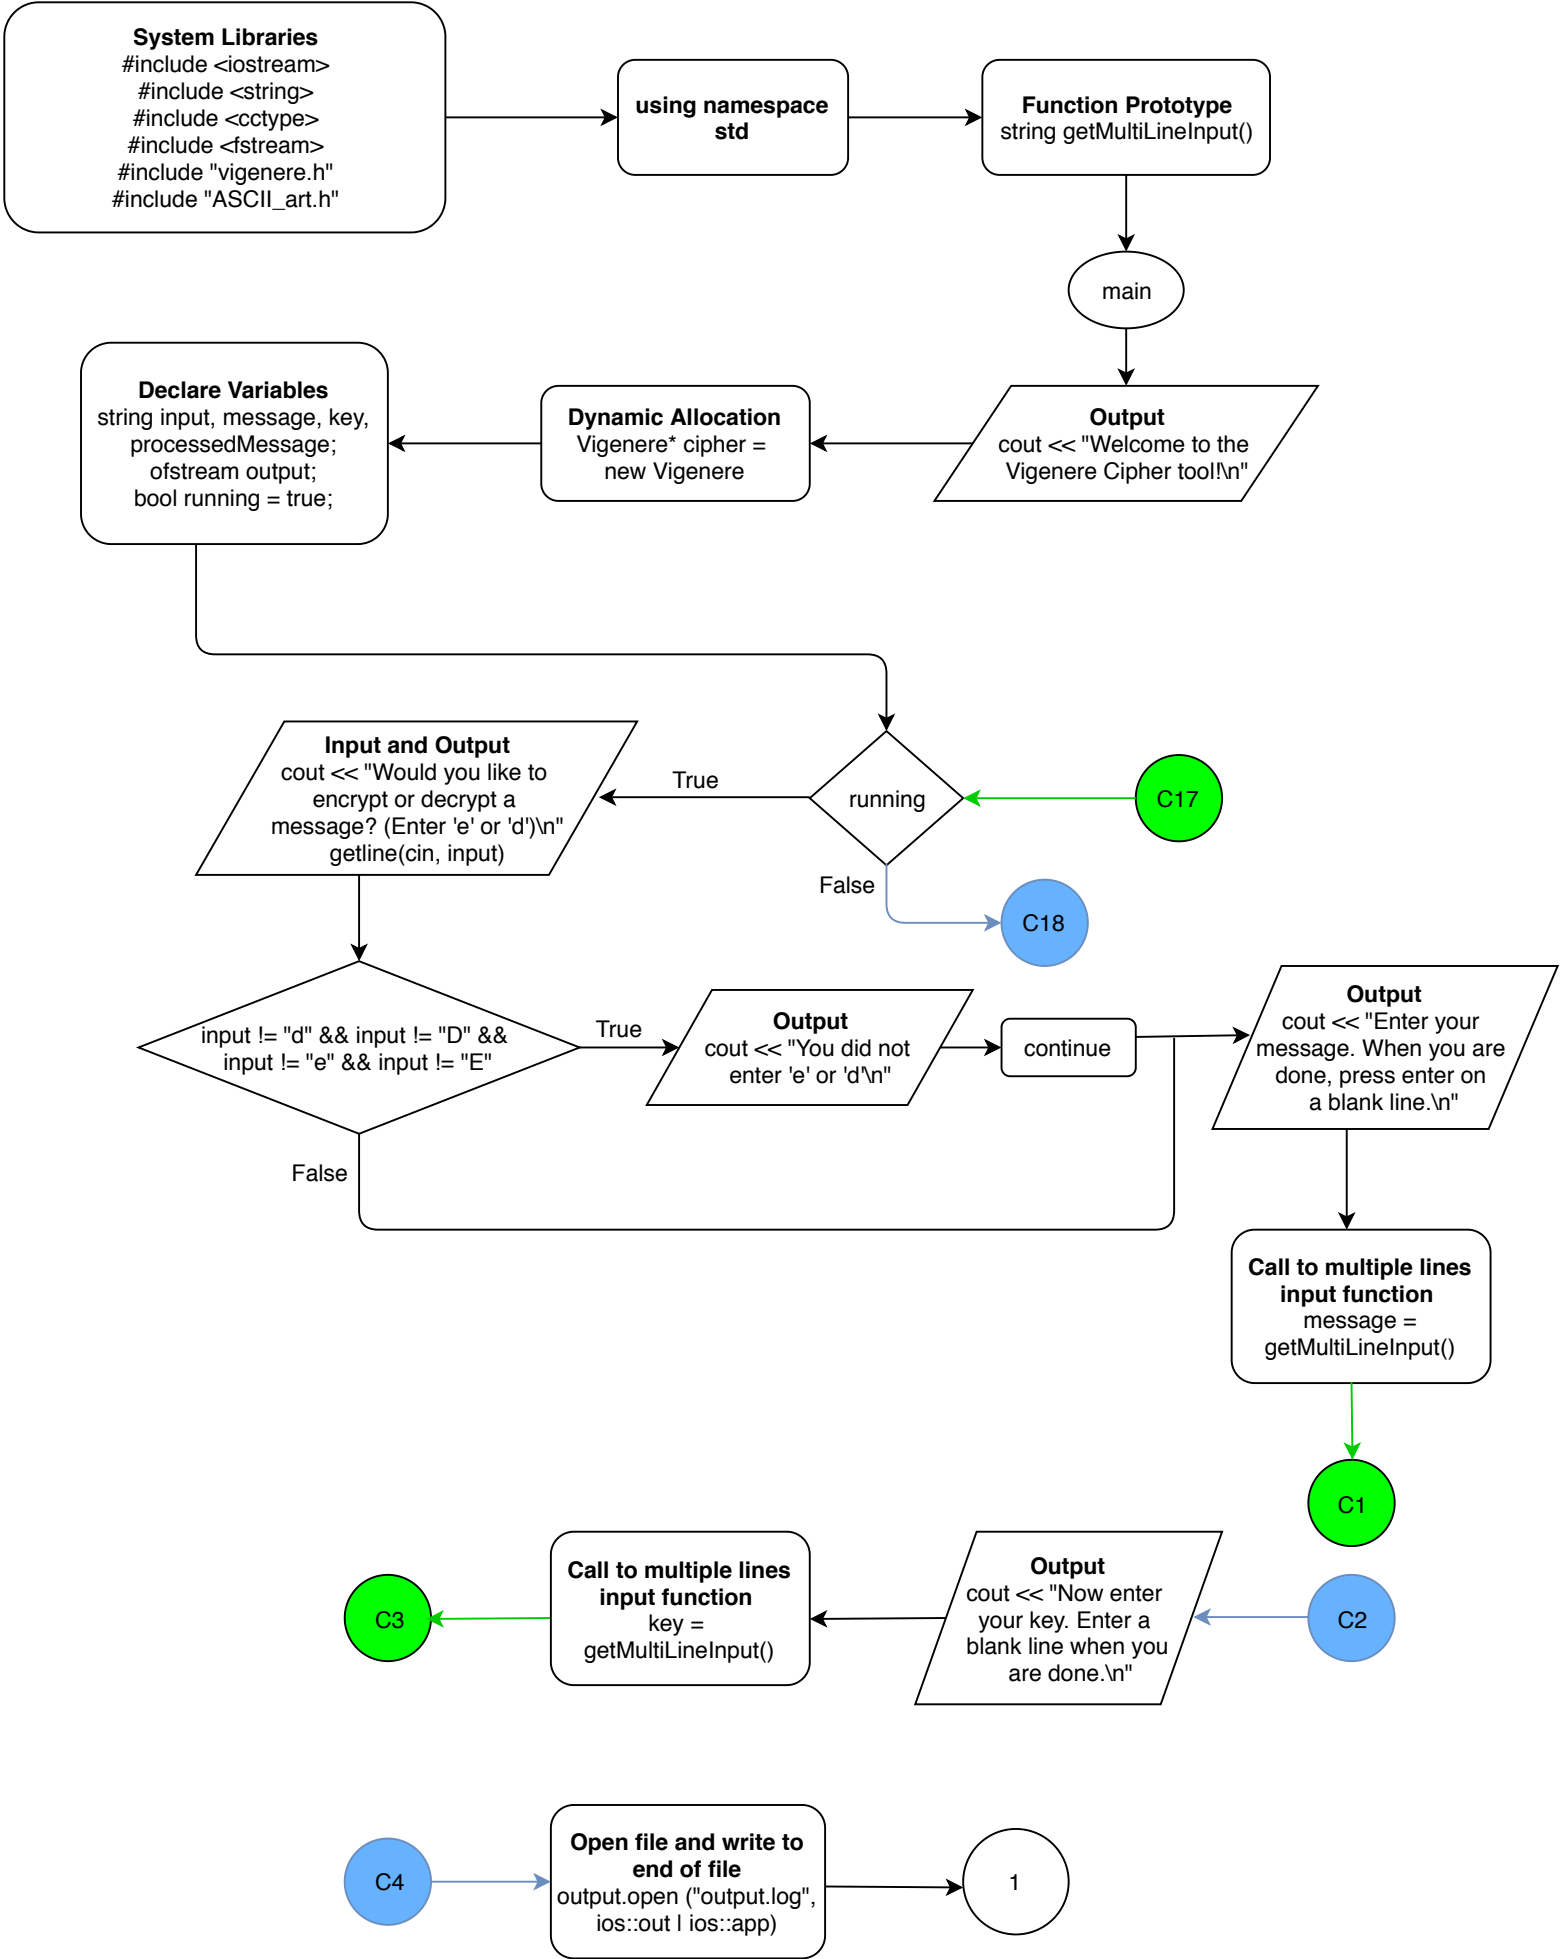 System Libraries
#include <iostream>
#include <string>
#include <cctype>
#include <fstream>
#include "vigenere.h"
#include "ASCII_art.h"
using namespace
std
Function Prototype
string getMultiLineInput()
main
Output
cout << "Welcome to the
Vigenere Cipher tool!\n"
Dynamic Allocation
Vigenere* cipher =
new Vigenere
Declare Variables
string input, message, key,
processedMessage;
ofstream output;
bool running = true;
running
C17
True
False
C18
Input and Output
cout << "Would you like to
encrypt or decrypt a
message? (Enter 'e' or 'd')\n"
getline(cin, input)
input != "d" && input != "D" &&
input != "e" && input != "E"
True
False
Output
cout << "You did not
enter 'e' or 'd'\n"
continue
Output
cout << "Enter your
message. When you are
done, press enter on
a blank line.\n"
Call to multiple lines
input function
message =
getMultiLineInput()
C1
C2
Output
cout << "Now enter
your key. Enter a
blank line when you
are done.\n"
Call to multiple lines
input function
key =
getMultiLineInput()
C3
C4
Open file and write to
end of file
output.open ("output.log",
ios::out | ios::app)
1